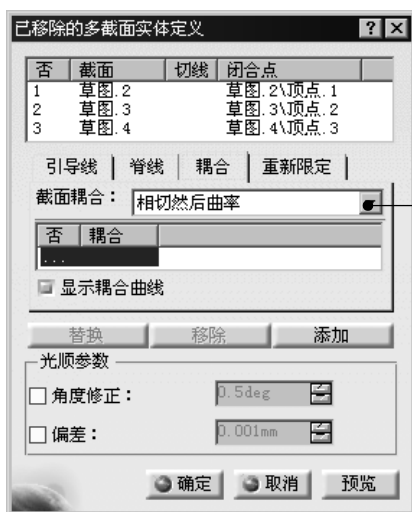 已移除的多截面实体定义 ? ×
否 截面 切线 闭合点
1 草图.2 草图.2\顶点.1
2 草图.3 草图.3\顶点.2
3 草图.4 草图.4\顶点.3
引导线 脊线 耦合 重新限定
截面耦合： 相切然后曲率
否 耦合
...
显示耦合曲线
替换 移除 添加
光顺参数
角度修正： 0.5deg
偏差： 0.001mm
确定 取消 预览